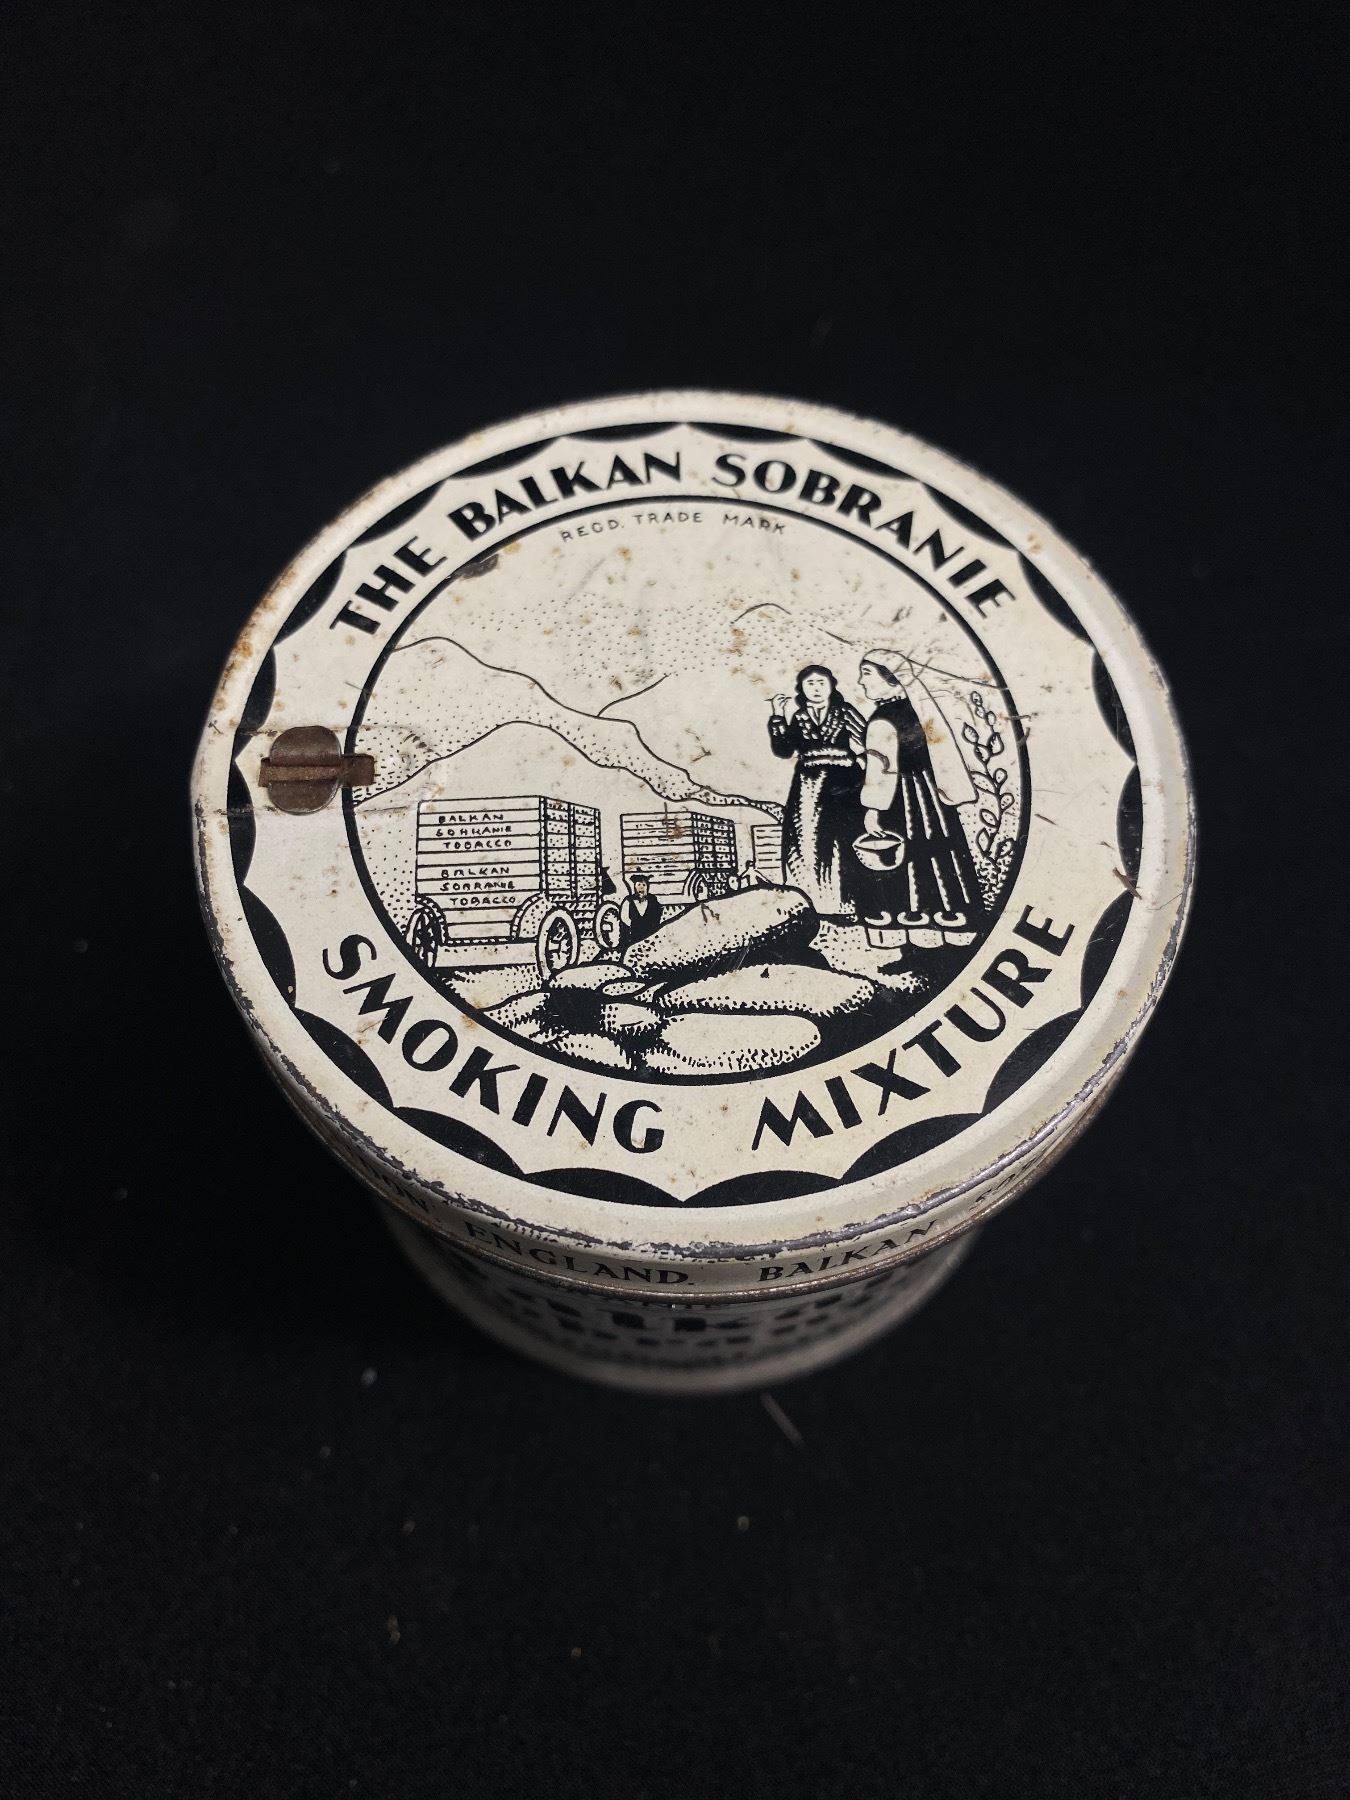 THE BALKAN SOBRANIE
REGD. TRADE MARK
BALKAN
SOBRANIE
TOBACCO
BALKAN
SOBRANIE
TOBACCO
SMOKING MIXTURE
ENGLAND. BALKAN